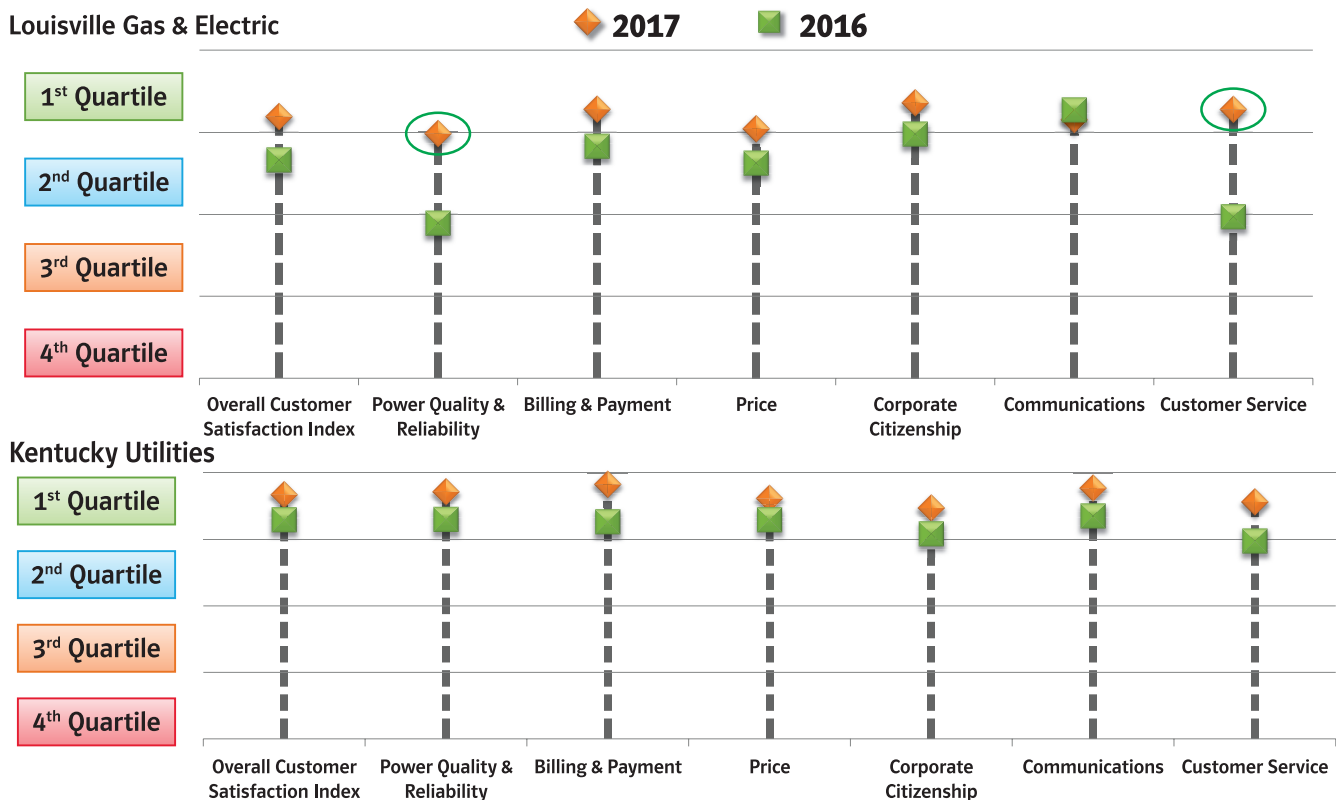 Louisville Gas & Electric
2017
2016
1st Quartile
2nd Quartile
3rd Quartile
4th Quartile
Overall Customer
Satisfaction Index
Power Quality &
Reliability
Billing & Payment
Price
Corporate
Citizenship
Communications
Customer Service
Kentucky Utilities
1st Quartile
2nd Quartile
3rd Quartile
4th Quartile
Overall Customer
Satisfaction Index
Power Quality &
Reliability
Billing & Payment
Price
Corporate
Citizenship
Communications
Customer Service